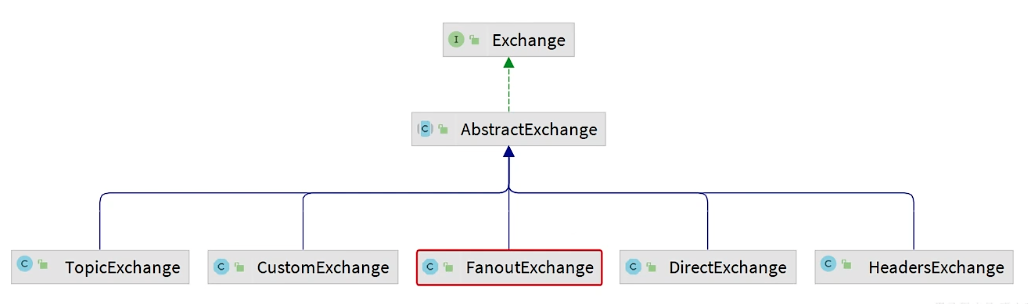 Exchange
AbstractExchange
TopicExchange
CustomExchange
FanoutExchange
DirectExchange
HeadersExchange